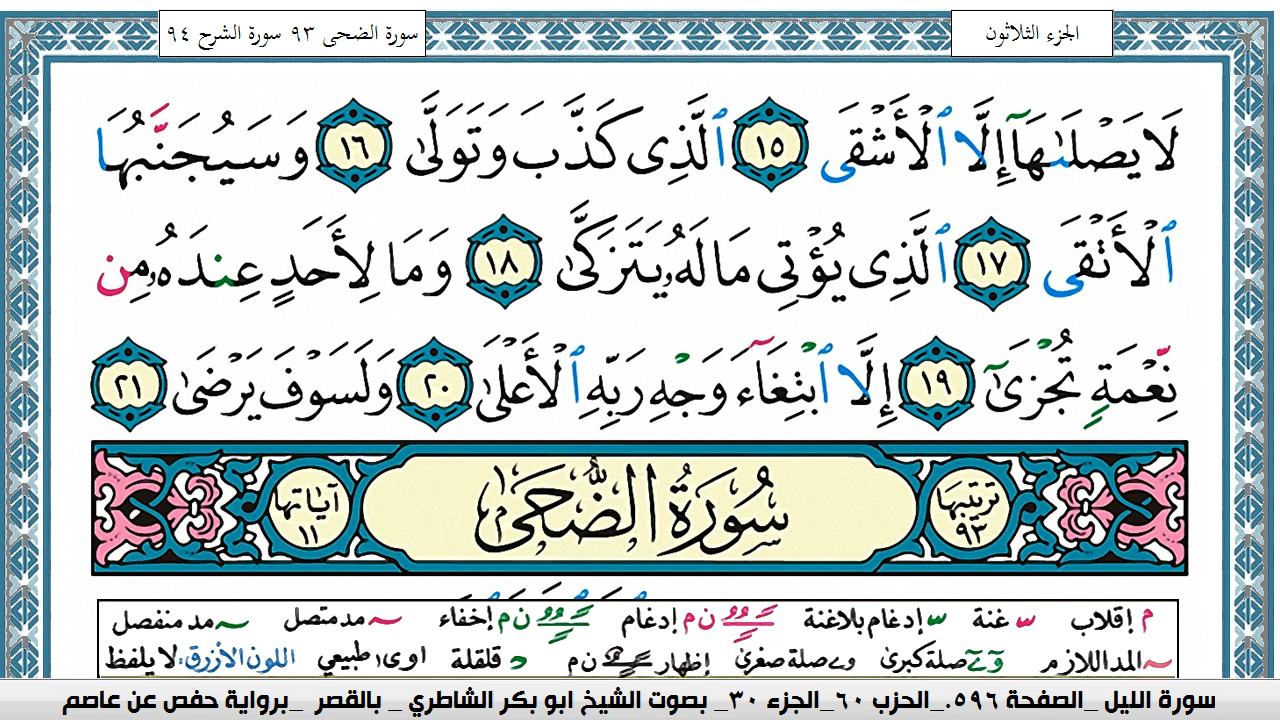 الجزء الثلاثون
سورة الضحى ٩٣ سورة الشرح ٩٤
لَا يَصْلَىٰهَآ إِلَّا ٱلْأَشْقَى ١٥ ٱلَّذِى كَذَّبَ وَتَوَلَّىٰ ١٦ وَسَيُجَنَّبُهَا
ٱلْأَتْقَى ١٧ ٱلَّذِى يُؤْتِى مَالَهُۥ يَتَزَكَّىٰ ١٨ وَمَا لِأَحَدٍ عِندَهُۥ مِن
نِّعْمَةٍ تُجْزَىٰٓ ١٩ إِلَّا ٱبْتِغَآءَ وَجْهِ رَبِّهِ ٱلْأَعْلَىٰ ٢٠ وَلَسَوْفَ يَرْضَىٰ ٢١
ترتيبها ٩٣ سُورَةُ الضُّحَىٰ آياتها ١١
م إقلاب غنة إدغام بلاغنة ن م إدغام ن م إخفاء مد متصل مد منفصل
المد اللازم صلة كبرى صلة صغرى إظهار ن م قلقلة اوى طبيعي اللون الأزرق: لا يلفظ
سورة الليل _الصفحة ٥٩٦._الحزب ٦٠_الجزء ٣٠_ بصوت الشيخ ابو بكر الشاطري _ بالقصر _برواية حفص عن عاصم